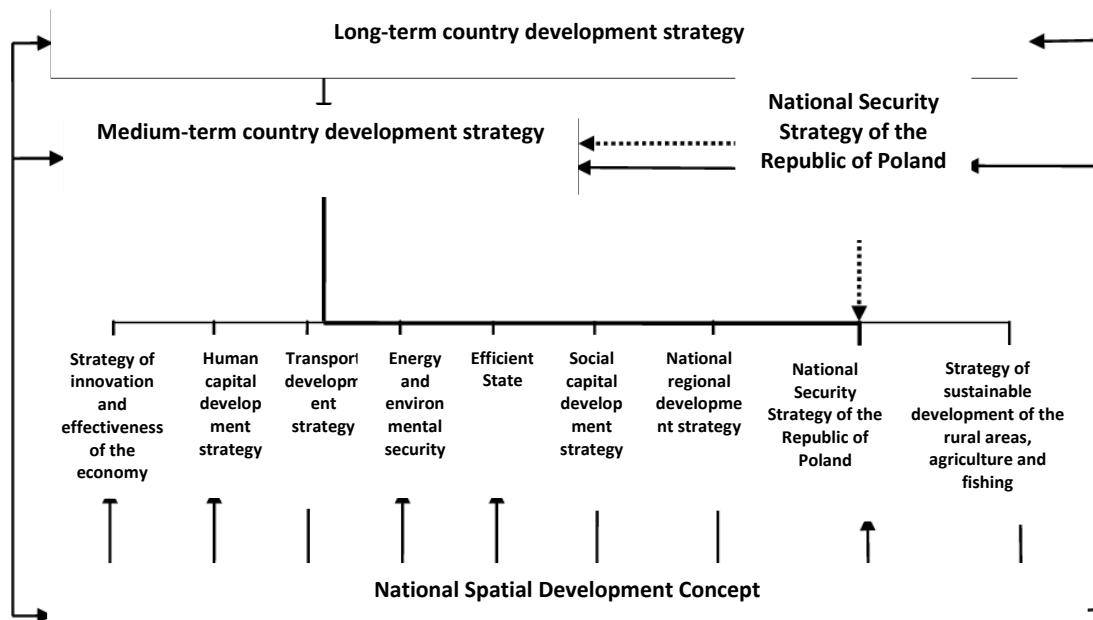 Long-term country development strategy
National Security
Strategy of the
Republic of Poland
Medium-term country development strategy
Strategy of
innovation
and
effectiveness
of the
economy
Human
capital
develop
ment
strategy
Transport
developm
ent
strategy
Energy
and
environ
mental
security
Efficient
State
Social
capital
develop
ment
strategy
National
regional
developme
nt strategy
National
Security
Strategy of the
Republic of
Poland
Strategy of
sustainable
development of the
rural areas,
agriculture and
fishing
National Spatial Development Concept